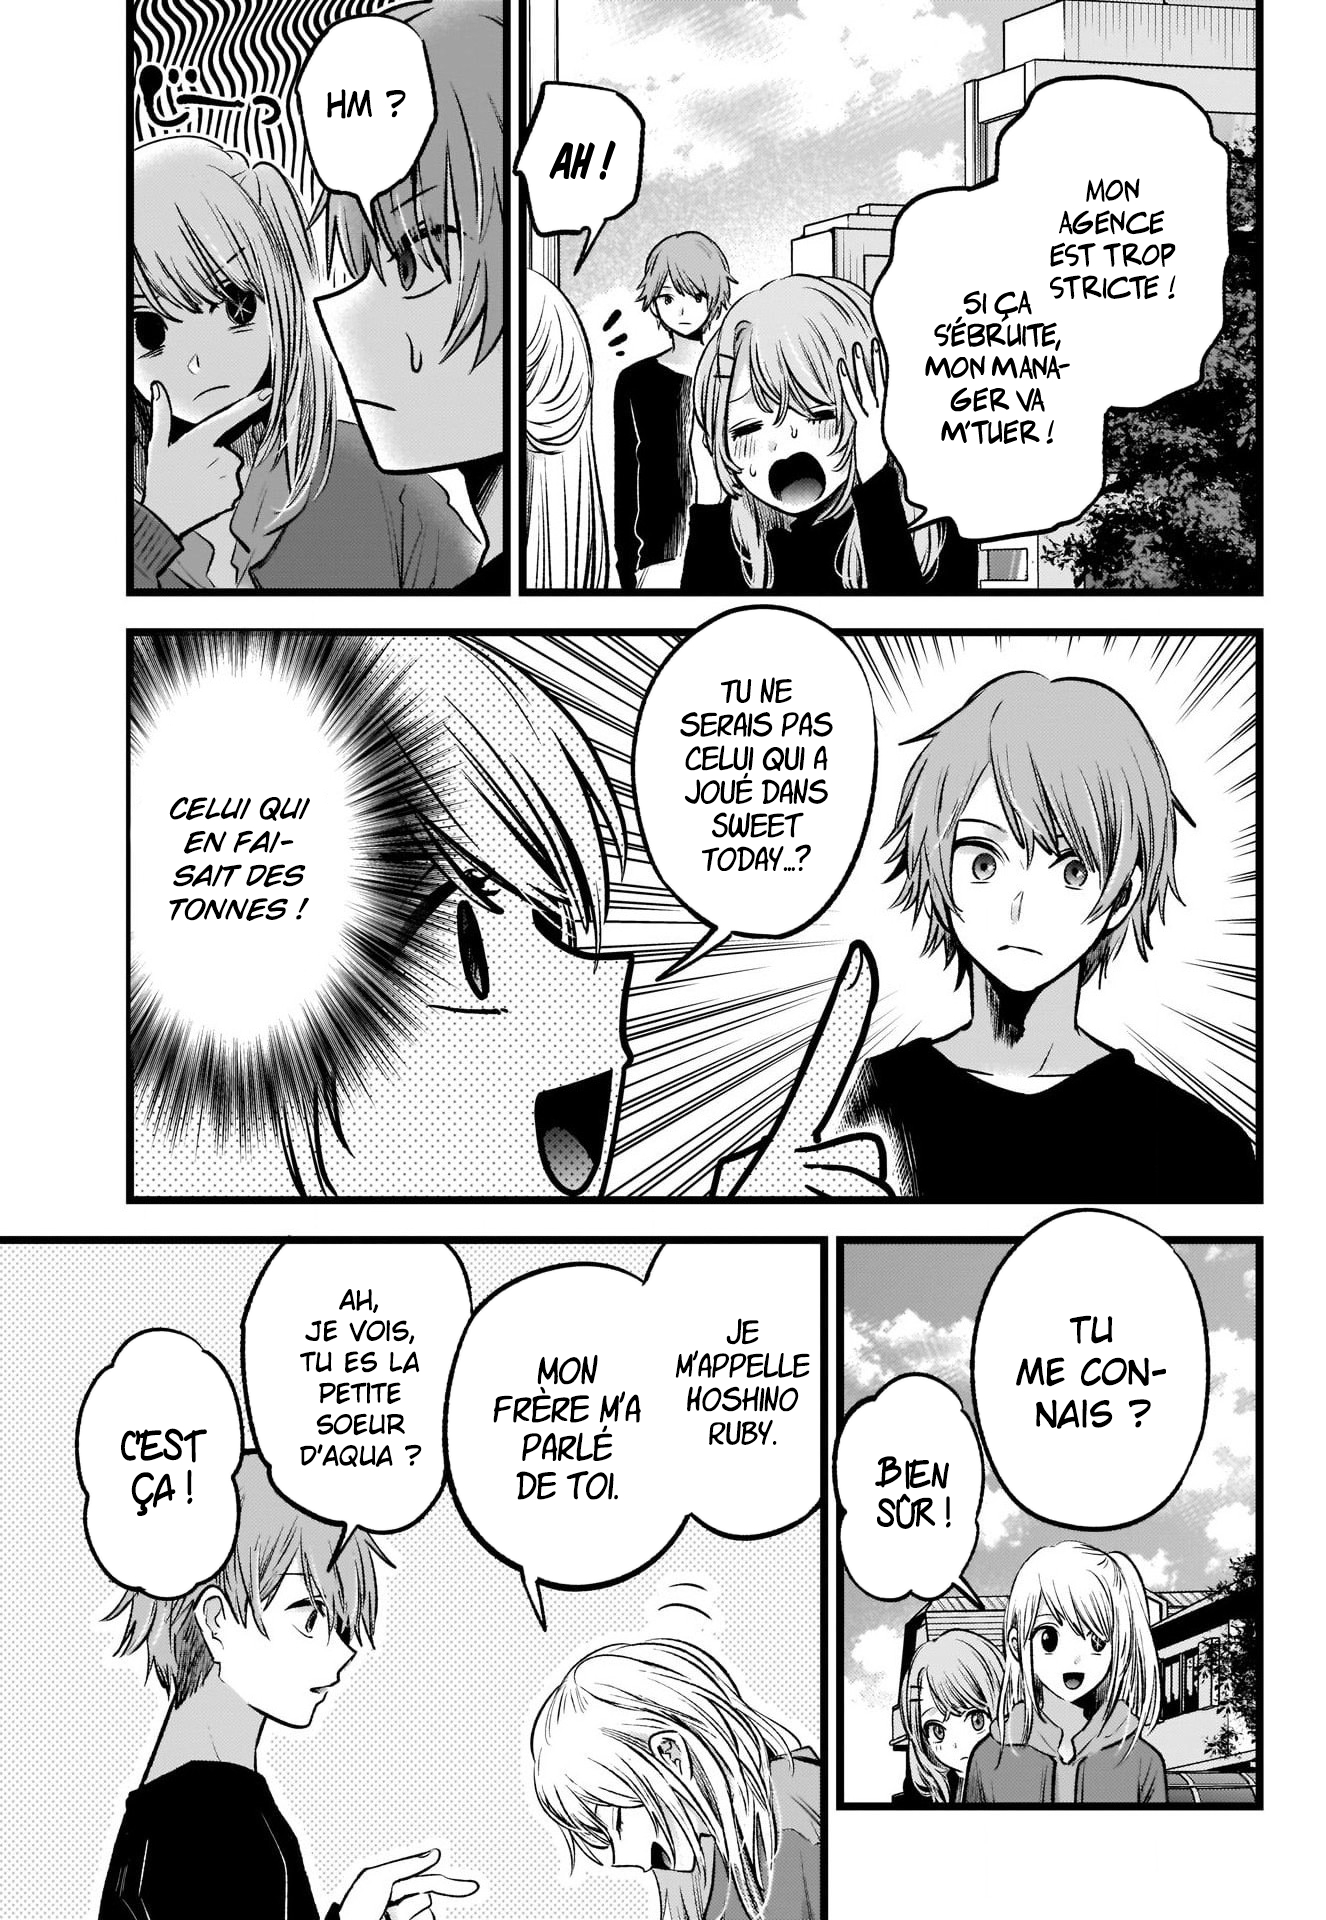 MON
AGENCE
EST TROP
STRICTE !
SI ÇA
S'ÉBRUITE,
MON MANA-
GER VA
M'TUER !
AH !
HM ?
じーっ
TU NE
SERAIS PAS
CELUI QUI A
JOUÉ DANS
SWEET
TODAY...?
CELUI QUI
EN FAI-
SAIT DES
TONNES !
TU
ME CON-
NAIS ?
BIEN
SÛR !
JE
M'APPELLE
HOSHINO
RUBY.
MON
FRÈRE M'A
PARLÉ
DE TOI.
AH,
JE VOIS,
TU ES LA
PETITE
SOEUR
D'AQUA ?
C'EST
ÇA !